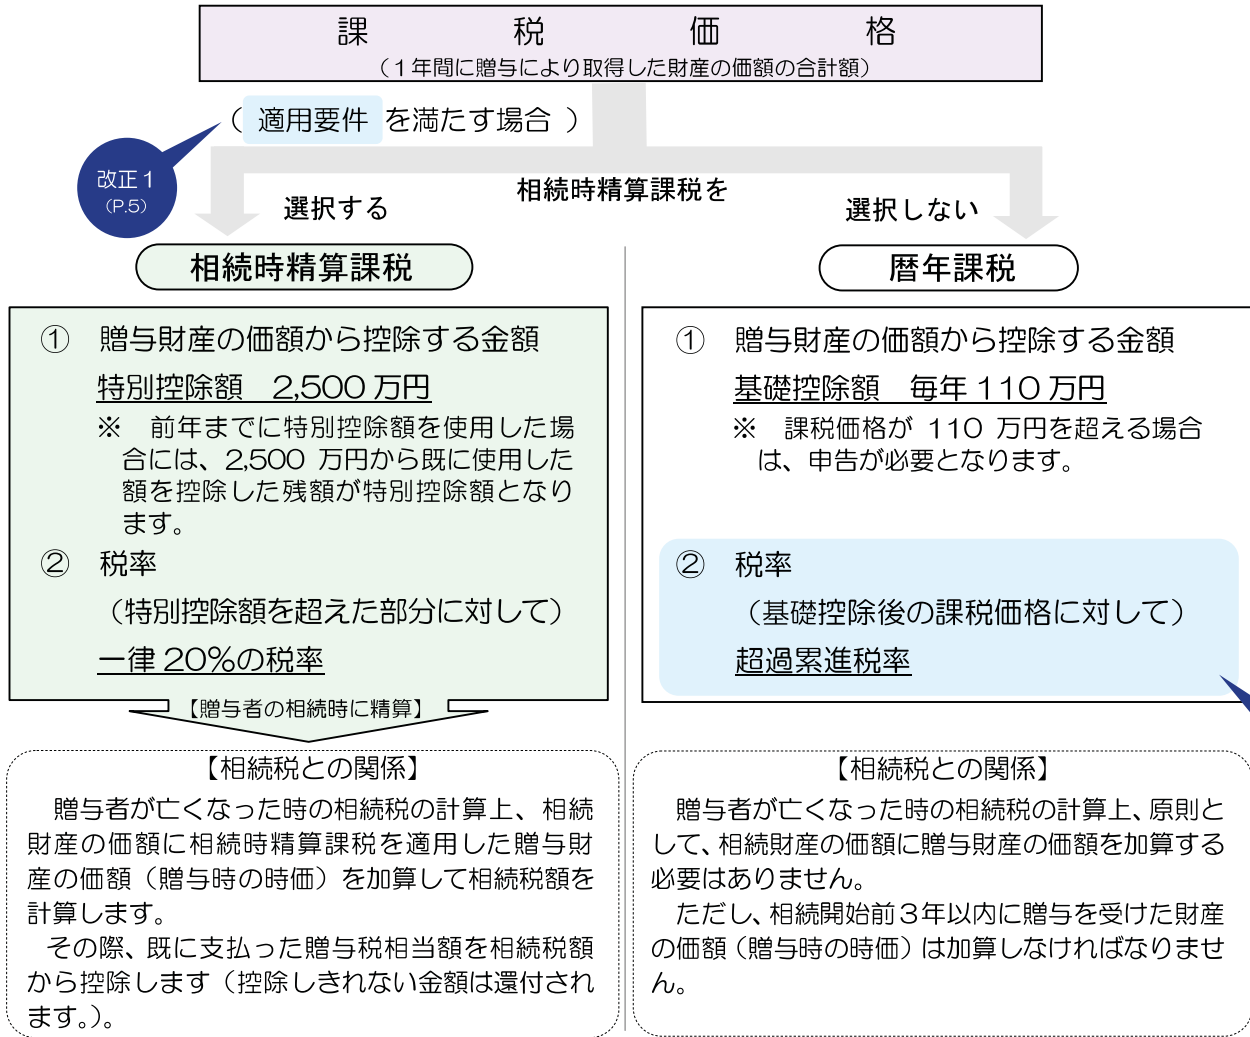 課税価格
（１年間に贈与により取得した財産の価額の合計額）
（ 適用要件 を満たす場合 ）
改正１
（P.5）
相続時精算課税を
選択する
選択しない
相続時精算課税
① 贈与財産の価額から控除する金額
特別控除額　2,500 万円
※　前年までに特別控除額を使用した場
合には、2,500 万円から既に使用した
額を控除した残額が特別控除額となり
ます。
② 税率
（特別控除額を超えた部分に対して）
一律 20％の税率
【贈与者の相続時に精算】
【相続税との関係】
贈与者が亡くなった時の相続税の計算上、相続
財産の価額に相続時精算課税を適用した贈与財
産の価額（贈与時の時価）を加算して相続税額を
計算します。
その際、既に支払った贈与税相当額を相続税額
から控除します（控除しきれない金額は還付され
ます。）。
暦年課税
① 贈与財産の価額から控除する金額
基礎控除額　毎年 110 万円
※　課税価格が 110 万円を超える場合
は、申告が必要となります。
② 税率
（基礎控除後の課税価格に対して）
超過累進税率
【相続税との関係】
贈与者が亡くなった時の相続税の計算上、原則と
して、相続財産の価額に贈与財産の価額を加算する
必要はありません。
ただし、相続開始前３年以内に贈与を受けた財産
の価額（贈与時の時価）は加算しなければなりませ
ん。